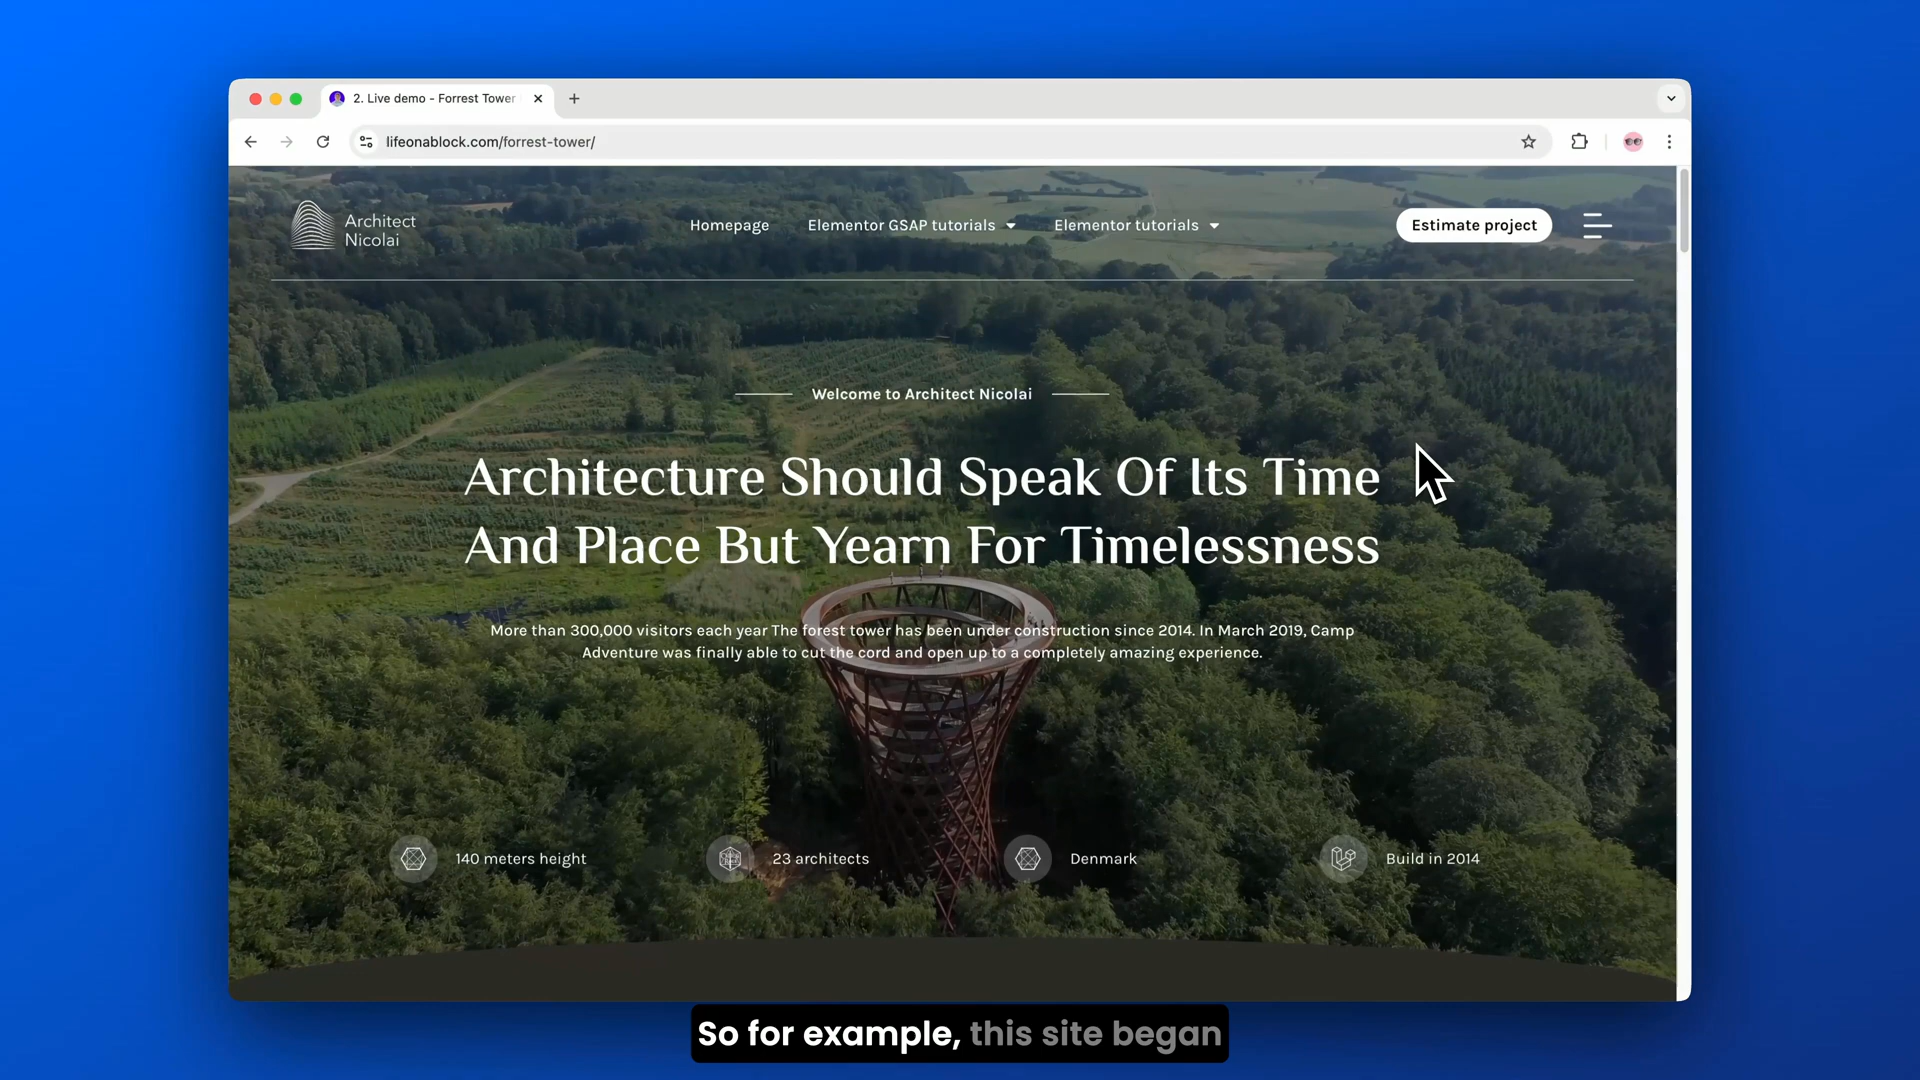 2. Live demo - Forrest Tower
lifeonablock.com/forrest-tower/
Architect
Nicolai
Homepage
Elementor GSAP tutorials
Elementor tutorials
Estimate project
Welcome to Architect Nicolai
Architecture Should Speak Of Its Time
And Place But Yearn For Timelessness
More than 300,000 visitors each year The forest tower has been under construction since 2014. In March 2019, Camp
Adventure was finally able to cut the cord and open up to a completely amazing experience.
140 meters height
23 architects
Denmark
Build in 2014
So for example, this site began